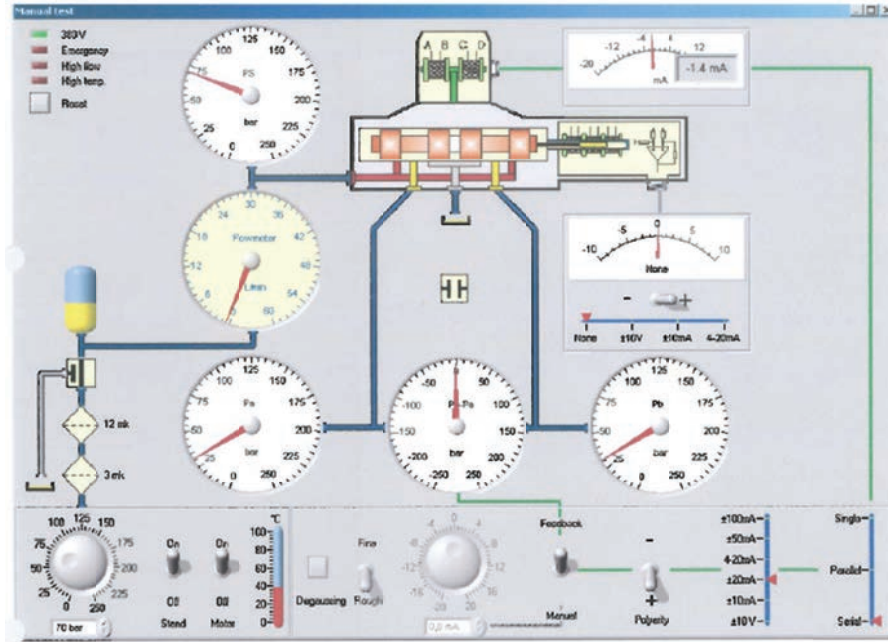 Manual test
380V
Emergency
High flow
High temp.
Reset
PS
bar
0 25 50 75 100 125 150 175 200 225 250
A B C D
-20 -12 -4 4 12
mA
-1.4 mA
Flowmeter
L/min
0 6 12 18 24 30 36 42 48 54 60
-10 -5 0 5 10
None
- +
None ±10V ±10mA 4-20mA
12 mk
3 mk
Pa
bar
0 25 50 75 100 125 150 175 200 225 250
Pb-Pa
bar
-250 -200 -150 -100 -50 0 50 100 150 200 250
Pb
bar
0 25 50 75 100 125 150 175 200 225 250
0 25 50 75 100 125 150 175 200 225 250
70 bar
On
Off
Stend
On
Off
Motor
°C
100
80
60
40
20
0
Degaussing
Fine
Rough
-20 -16 -12 -8 -4 0 4 8 12 16 20
0,0 mA
Feedback
Manual
-
+
Polyerty
±100mA
±50mA
4-20mA
±20mA
±10mA
±10V
Single
Parallel
Serial